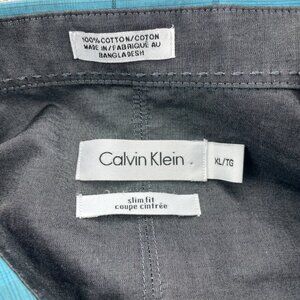 100% COTTON/COTON
MADE IN/FABRIQUÉ AU
BANGLADESH
Calvin Klein
XL/TG
slim fit
coupe cintrée